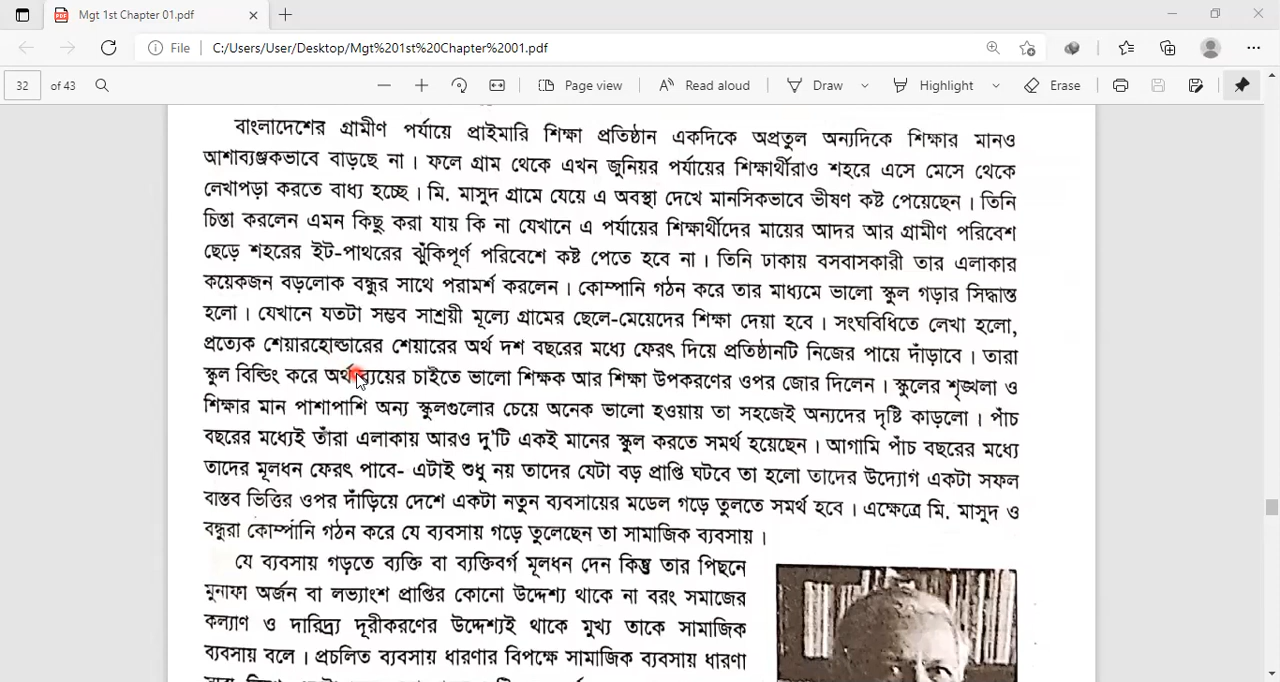 Mgt 1st Chapter 01.pdf
File C:/Users/User/Desktop/Mgt%201st%20Chapter%2001.pdf
32 of 43 Page view Read aloud Draw Highlight Erase
বাংলাদেশের গ্রামীণ পর্যায়ে প্রাইমারি শিক্ষা প্রতিষ্ঠান একদিকে অপ্রতুল অন্যদিকে শিক্ষার মানও
আশাব্যঞ্জকভাবে বাড়ছে না। ফলে গ্রাম থেকে এখন জুনিয়র পর্যায়ের শিক্ষার্থীরাও শহরে এসে মেসে থেকে
লেখাপড়া করতে বাধ্য হচ্ছে। মি. মাসুদ গ্রামে যেয়ে এ অবস্থা দেখে মানসিকভাবে ভীষণ কষ্ট পেয়েছেন। তিনি
চিন্তা করলেন এমন কিছু করা যায় কি না যেখানে এ পর্যায়ের শিক্ষার্থীদের মায়ের আদর আর গ্রামীণ পরিবেশ
ছেড়ে শহরের ইট-পাথরের ঝুঁকিপূর্ণ পরিবেশে কষ্ট পেতে হবে না। তিনি ঢাকায় বসবাসকারী তার এলাকার
কয়েকজন বড়লোক বন্ধুর সাথে পরামর্শ করলেন। কোম্পানি গঠন করে তার মাধ্যমে ভালো স্কুল গড়ার সিদ্ধান্ত
হলো। যেখানে যতটা সম্ভব সাশ্রয়ী মূল্যে গ্রামের ছেলে-মেয়েদের শিক্ষা দেয়া হবে। সংঘবিধিতে লেখা হলো,
প্রত্যেক শেয়ারহোল্ডারের শেয়ারের অর্থ দশ বছরের মধ্যে ফেরৎ দিয়ে প্রতিষ্ঠানটি নিজের পায়ে দাঁড়াবে। তারা
স্কুল বিল্ডিং করে অর্থ ব্যয়ের চাইতে ভালো শিক্ষক আর শিক্ষা উপকরণের ওপর জোর দিলেন। স্কুলের শৃঙ্খলা ও
শিক্ষার মান পাশাপাশি অন্য স্কুলগুলোর চেয়ে অনেক ভালো হওয়ায় তা সহজেই অন্যদের দৃষ্টি কাড়লো। পাঁচ
বছরের মধ্যেই তাঁরা এলাকায় আরও দু'টি একই মানের স্কুল করতে সমর্থ হয়েছেন। আগামি পাঁচ বছরের মধ্যে
তাদের মূলধন ফেরৎ পাবে- এটাই শুধু নয় তাদের যেটা বড় প্রাপ্তি ঘটবে তা হলো তাদের উদ্যোগ একটা সফল
বাস্তব ভিত্তির ওপর দাঁড়িয়ে দেশে একটা নতুন ব্যবসায়ের মডেল গড়ে তুলতে সমর্থ হবে। এক্ষেত্রে মি. মাসুদ ও
বন্ধুরা কোম্পানি গঠন করে যে ব্যবসায় গড়ে তুলেছেন তা সামাজিক ব্যবসায়।
যে ব্যবসায় গড়তে ব্যক্তি বা ব্যক্তিবর্গ মূলধন দেন কিন্তু তার পিছনে
মুনাফা অর্জন বা লভ্যাংশ প্রাপ্তির কোনো উদ্দেশ্য থাকে না বরং সমাজের
কল্যাণ ও দারিদ্র্য দূরীকরণের উদ্দেশ্যই থাকে মুখ্য তাকে সামাজিক
ব্যবসায় বলে। প্রচলিত ব্যবসায় ধারণার বিপক্ষে সামাজিক ব্যবসায় ধারণা